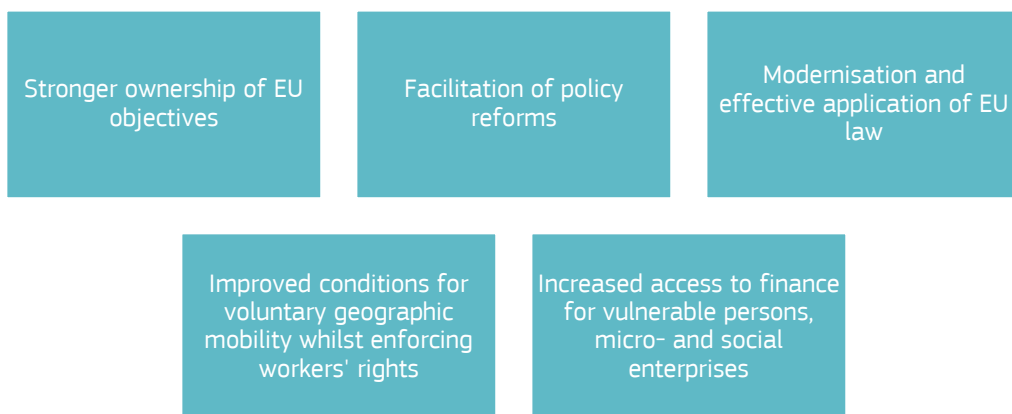 Stronger ownership of EU
objectives
Facilitation of policy
reforms
Modernisation and
effective application of EU
law
Improved conditions for
voluntary geographic
mobility whilst enforcing
workers' rights
Increased access to finance
for vulnerable persons,
micro- and social
enterprises